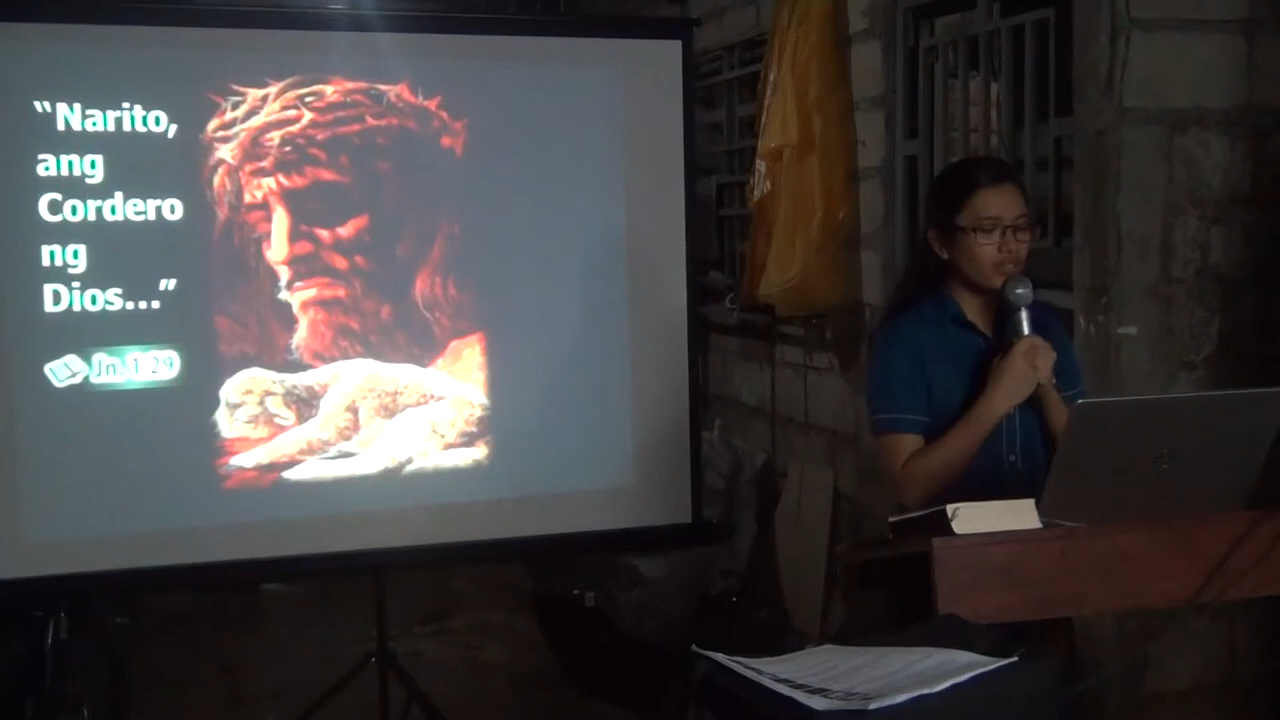 “Narito,
ang
Cordero
ng
Dios...”
Jn. 1:29